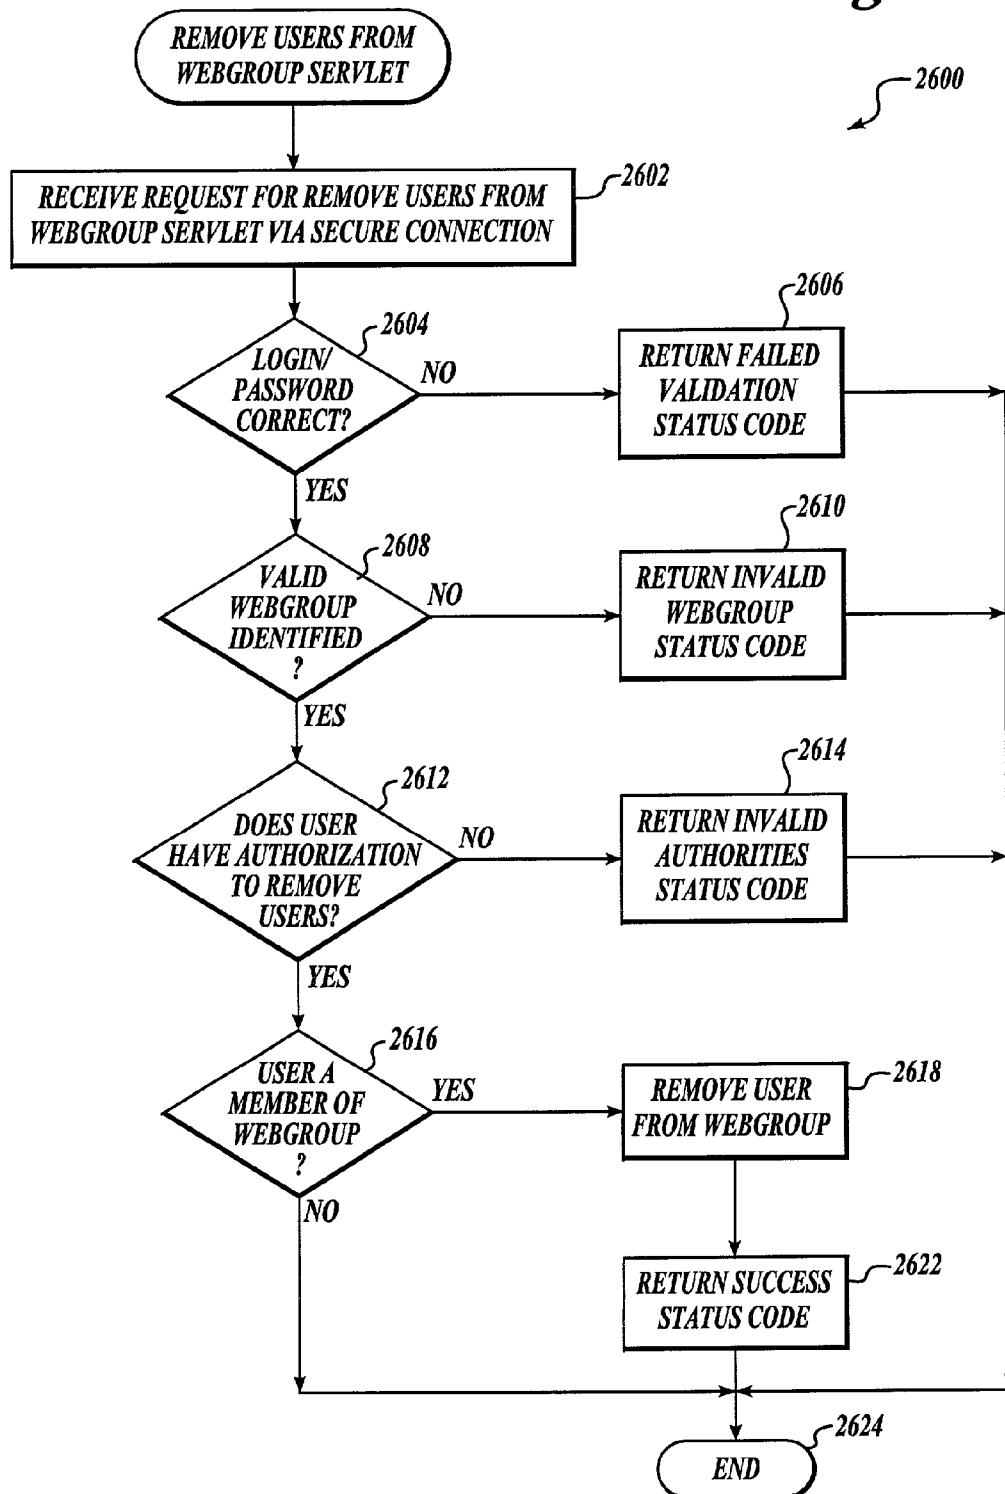 REMOVE USERS FROM
WEBGROUP SERVLET
2600
2602
RECEIVE REQUEST FOR REMOVE USERS FROM
WEBGROUP SERVLET VIA SECURE CONNECTION
2604
LOGIN/
PASSWORD
CORRECT?
NO
2606
RETURN FAILED
VALIDATION
STATUS CODE
YES
2608
VALID
WEBGROUP
IDENTIFIED
?
NO
2610
RETURN INVALID
WEBGROUP
STATUS CODE
YES
2612
DOES USER
HAVE AUTHORIZATION
TO REMOVE
USERS?
NO
2614
RETURN INVALID
AUTHORITIES
STATUS CODE
YES
2616
USER A
MEMBER OF
WEBGROUP
?
YES
2618
REMOVE USER
FROM WEBGROUP
NO
2622
RETURN SUCCESS
STATUS CODE
2624
END